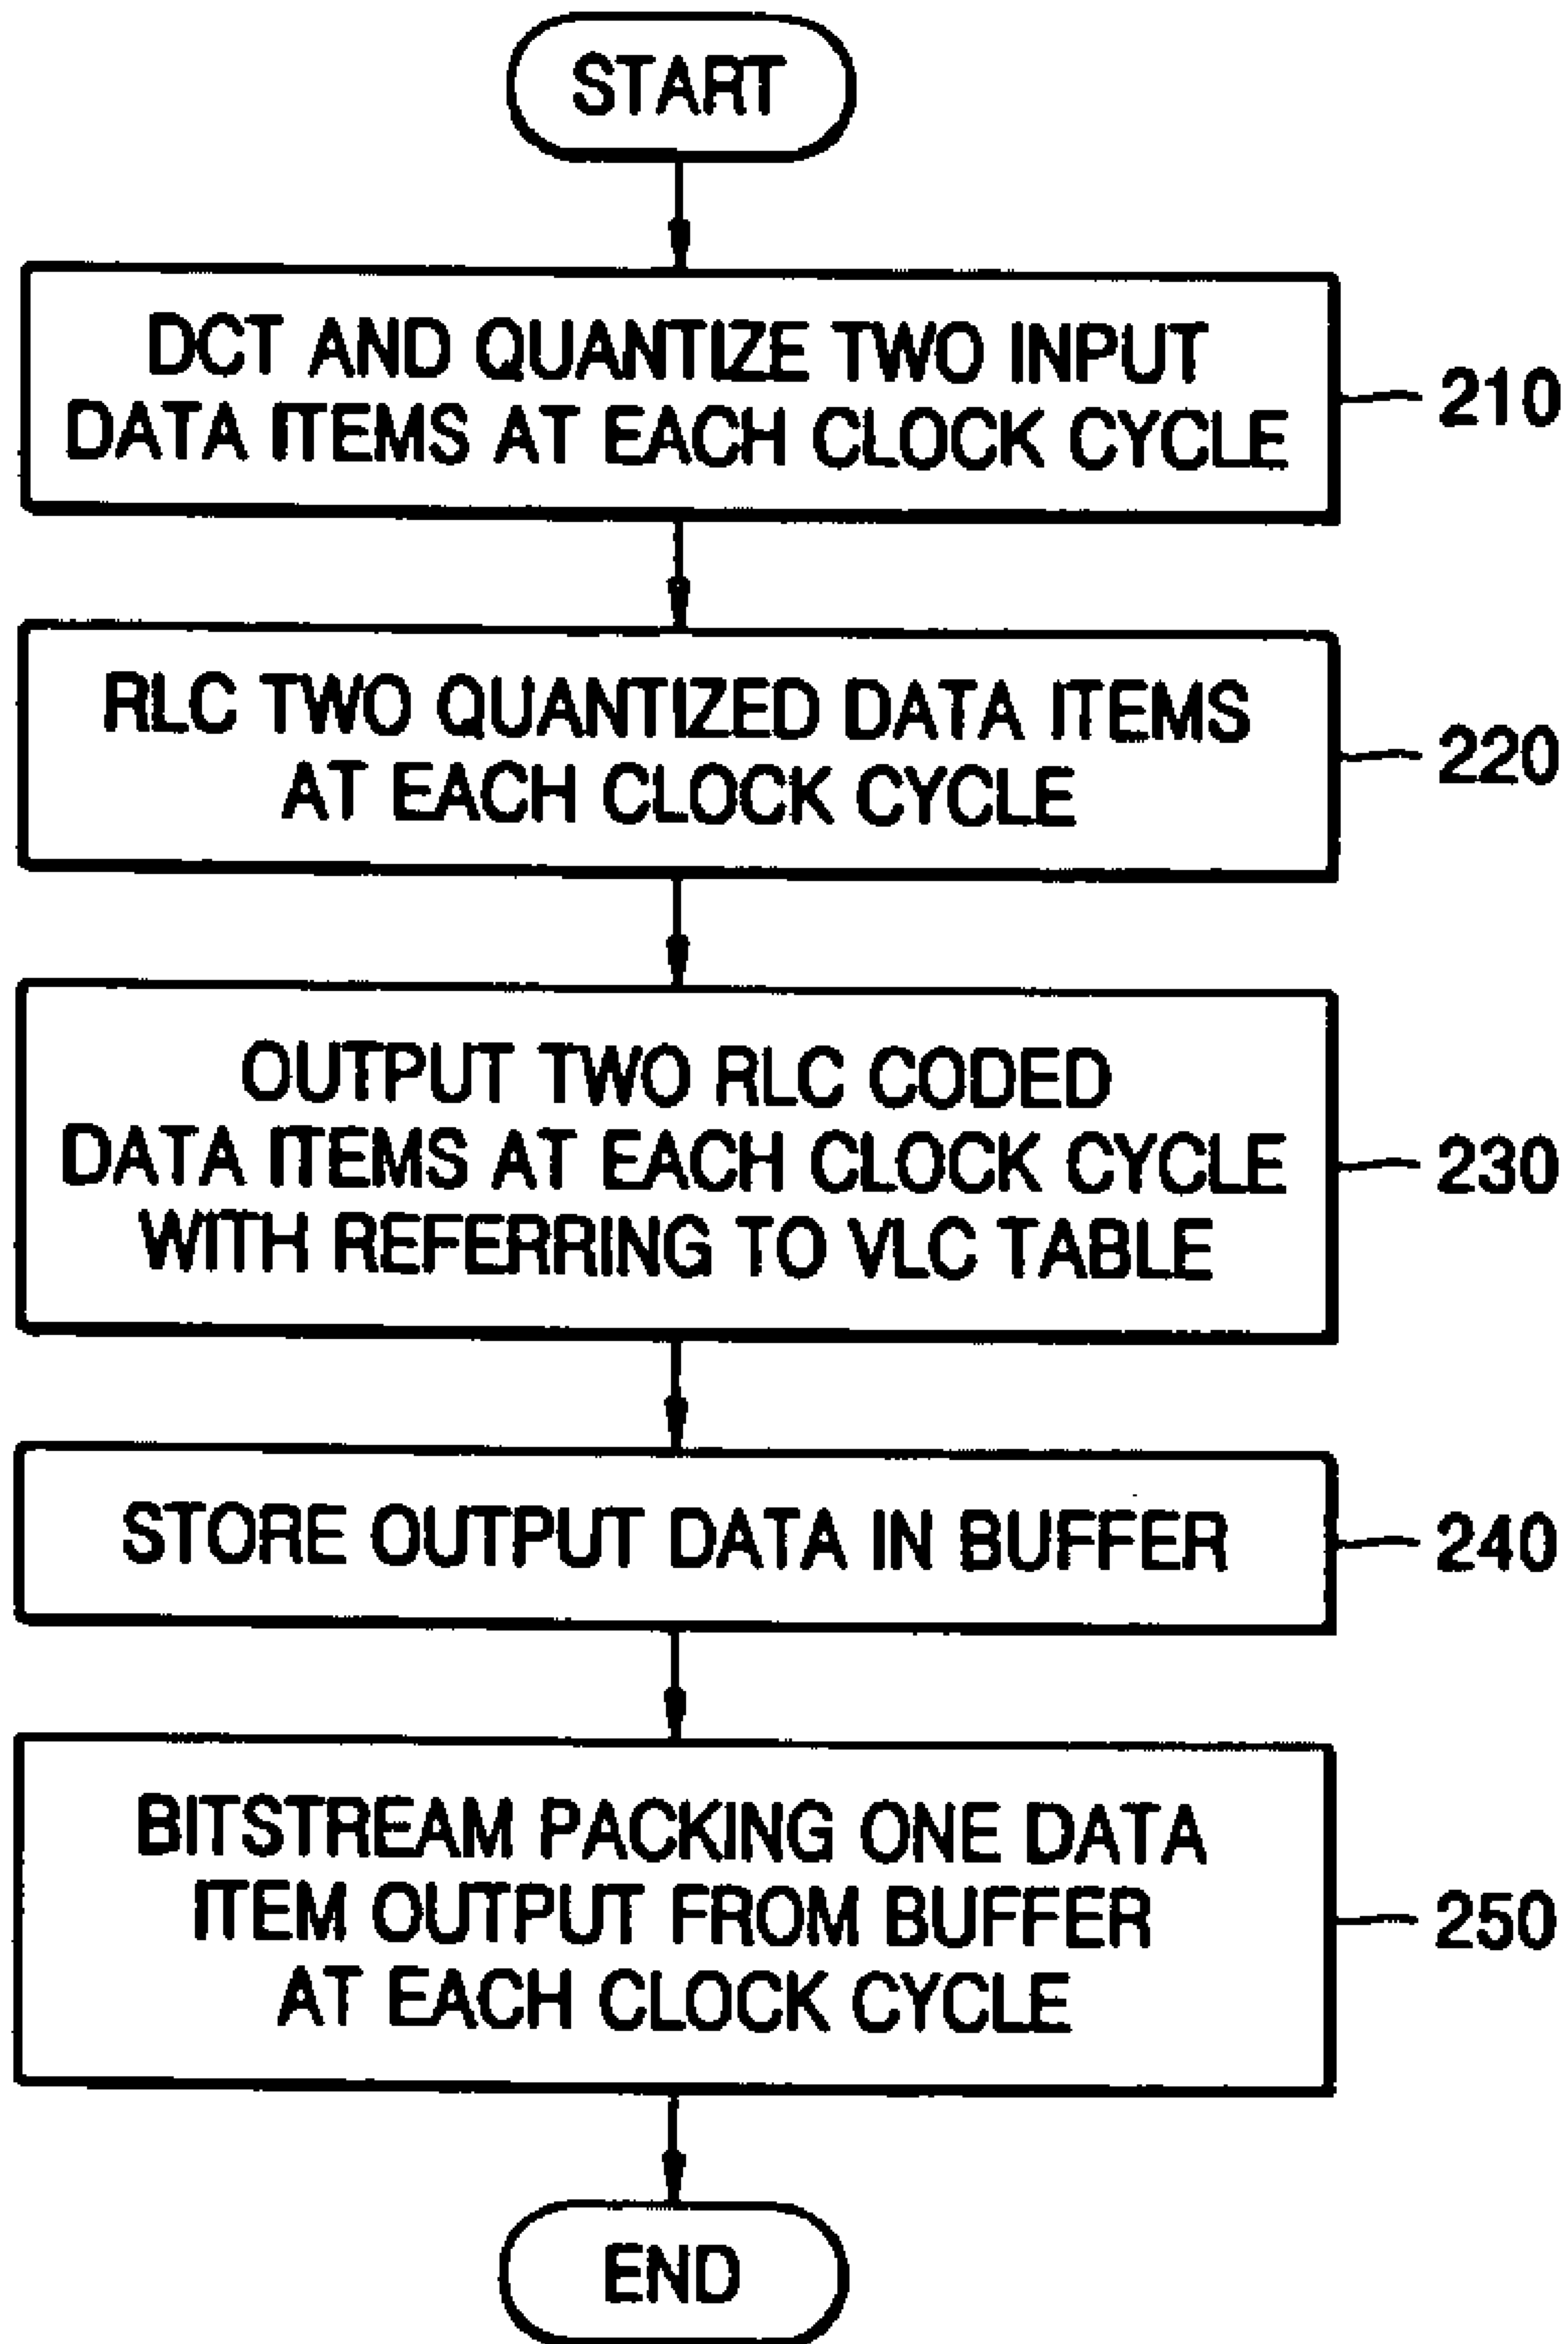 START
DCT AND QUANTIZE TWO INPUT
DATA ITEMS AT EACH CLOCK CYCLE
210
RLC TWO QUANTIZED DATA ITEMS
AT EACH CLOCK CYCLE
220
OUTPUT TWO RLC CODED
DATA ITEMS AT EACH CLOCK CYCLE
WITH REFERRING TO VLC TABLE
230
STORE OUTPUT DATA IN BUFFER
240
BITSTREAM PACKING ONE DATA
ITEM OUTPUT FROM BUFFER
AT EACH CLOCK CYCLE
250
END